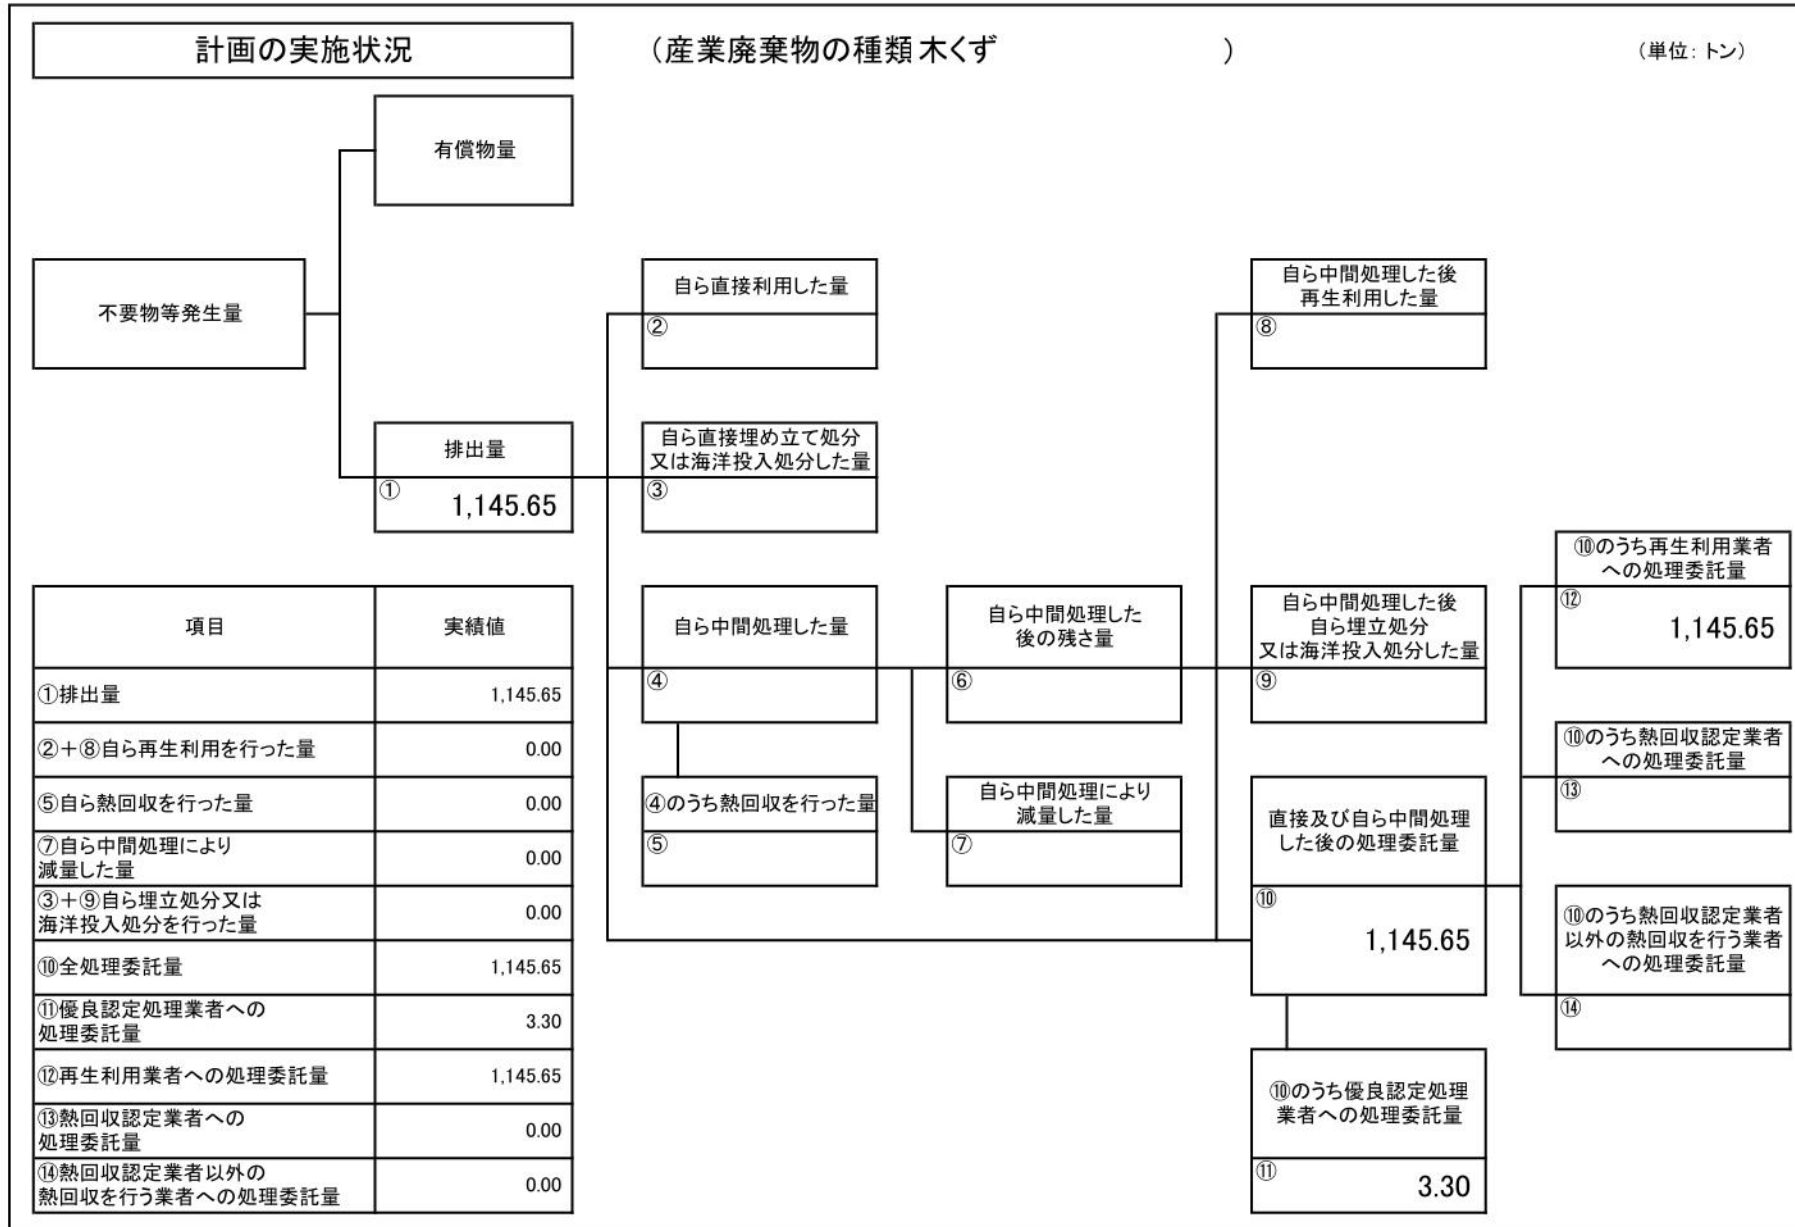 計画の実施状況
（産業廃棄物の種類 木くず　　　　　　　　）
（単位：トン）
有償物量
不要物等発生量
排出量
①
1,145.65
自ら直接利用した量
②
自ら直接埋め立て処分
又は海洋投入処分した量
③
自ら中間処理した量
④
④のうち熱回収を行った量
⑤
自ら中間処理した
後の残さ量
⑥
自ら中間処理により
減量した量
⑦
自ら中間処理した後
再生利用した量
⑧
自ら中間処理した後
自ら埋立処分
又は海洋投入処分した量
⑨
直接及び自ら中間処理
した後の処理委託量
⑩
1,145.65
⑩のうち優良認定処理
業者への処理委託量
⑪
3.30
⑩のうち再生利用業者
への処理委託量
⑫
1,145.65
⑩のうち熱回収認定業者
への処理委託量
⑬
⑩のうち熱回収認定業者
以外の熱回収を行う業者
への処理委託量
⑭
項目 実績値
①排出量 1,145.65
②＋⑧自ら再生利用を行った量 0.00
⑤自ら熱回収を行った量 0.00
⑦自ら中間処理により
減量した量 0.00
③＋⑨自ら埋立処分又は
海洋投入処分を行った量 0.00
⑩全処理委託量 1,145.65
⑪優良認定処理業者への
処理委託量 3.30
⑫再生利用業者への処理委託量 1,145.65
⑬熱回収認定業者への
処理委託量 0.00
⑭熱回収認定業者以外の
熱回収を行う業者への処理委託量 0.00